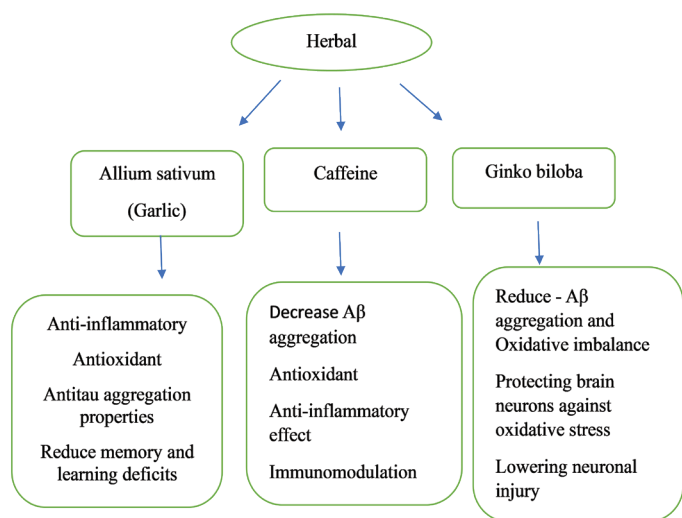 Herbal
Allium sativum
(Garlic)
Caffeine
Ginko biloba
Anti-inflammatory
Antioxidant
Antitau aggregation
properties
Reduce memory and
learning deficits
Decrease Aβ
aggregation
Antioxidant
Anti-inflammatory
effect
Immunomodulation
Reduce - Aβ
aggregation and
Oxidative imbalance
Protecting brain
neurons against
oxidative stress
Lowering neuronal
injury